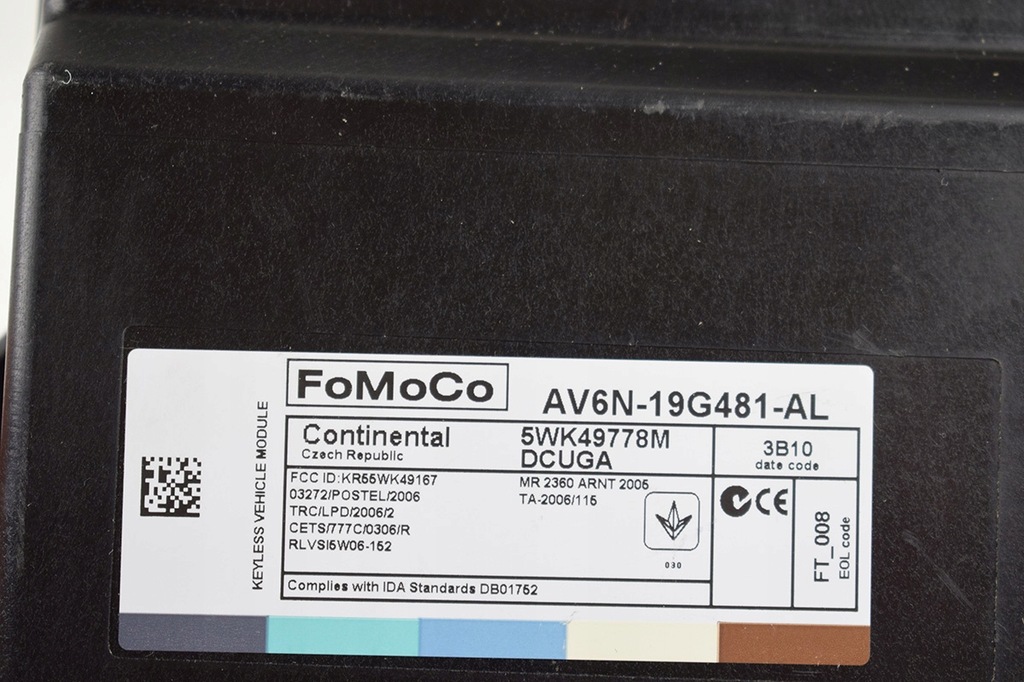 FoMoCo
AV6N-19G481-AL
KEYLESS VEHICLE MODULE
Continental
Czech Republic
5WK49778M
DCUGA
3B10
date code
FCC ID:KR55WK49167
03272/POSTEL/2006
TRC/LPD/2006/2
CETS/777C/0306/R
RLVSI5W06-152
MR 2360 ARNT 2005
TA-2006/115
030
CE
FT_008
EOL code
Complies with IDA Standards DB01752